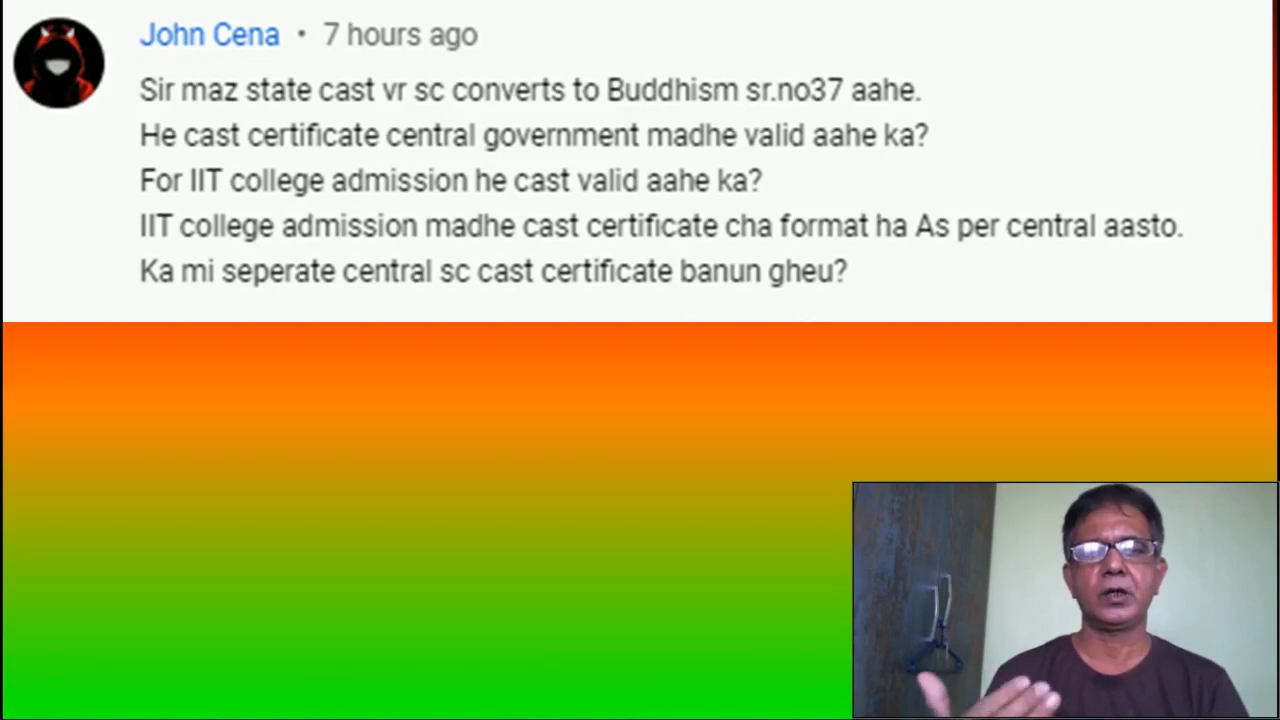 John Cena • 7 hours ago
Sir maz state cast vr sc converts to Buddhism sr.no37 aahe.
He cast certificate central government madhe valid aahe ka?
For IIT college admission he cast valid aahe ka?
IIT college admission madhe cast certificate cha format ha As per central aasto.
Ka mi seperate central sc cast certificate banun gheu?